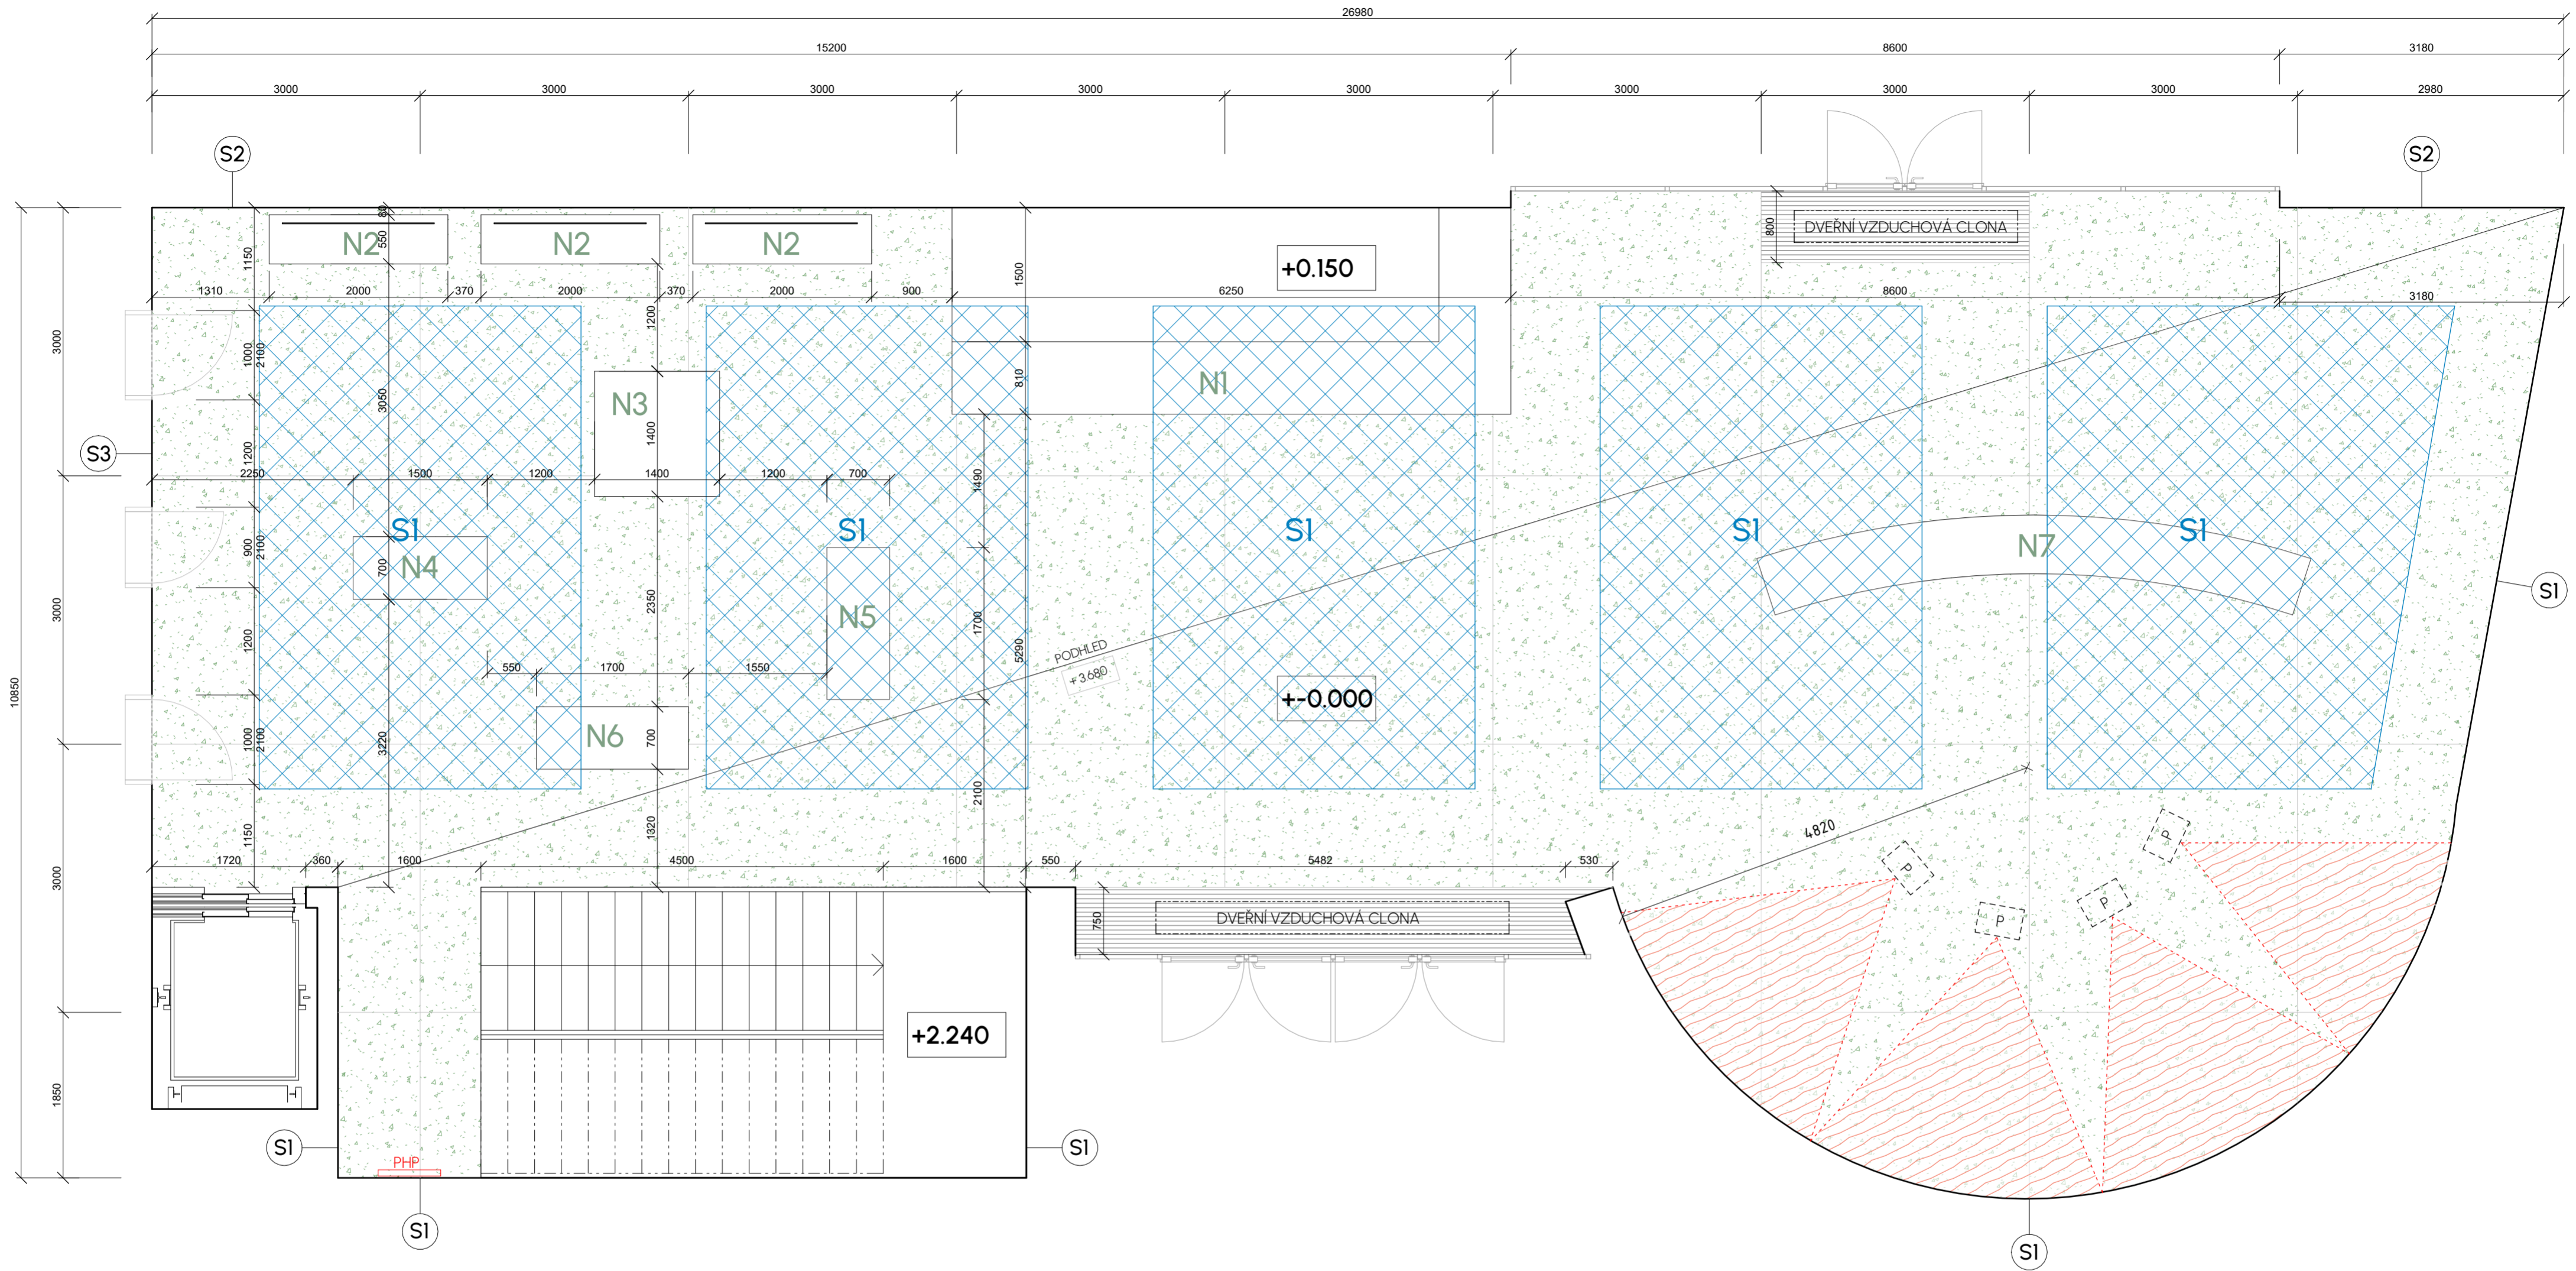 26980
15200
8600
3180
3000
3000
3000
3000
3000
3000
3000
3000
2980
S2
S2
80
550
N2
N2
N2
1150
1500
+0.150
800
DVEŘNÍ VZDUCHOVÁ CLONA
1310
2000
370
2000
370
2000
900
6250
8600
3180
3000
1000
2100
1200
3050
N3
1400
810
N1
S3
1200
2250
1500
1200
1400
1200
700
1490
S1
S1
S1
S1
S1
N7
900
2100
700
N4
2350
N5
1700
5290
S1
3000
1200
PODHLED
+3.680
550
1700
1550
10850
+-0.000
1000
2100
3220
N6
700
2100
1150
1320
4820
P
P
P
P
3000
1720
360
1600
4500
1600
550
5482
530
750
DVEŘNÍ VZDUCHOVÁ CLONA
+2.240
1850
S1
S1
PHP
S1
S1